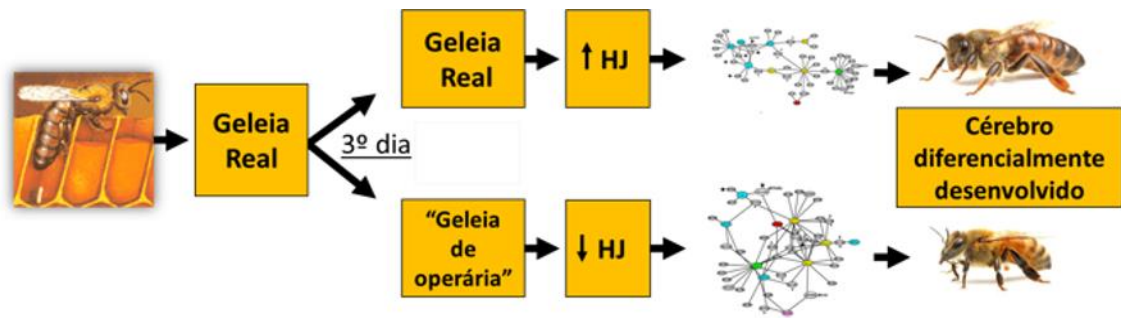 Geleia
Real
3º dia
Geleia
Real
↑ HJ
"Geleia
de
operária"
↓ HJ
Cérebro
diferencialmente
desenvolvido